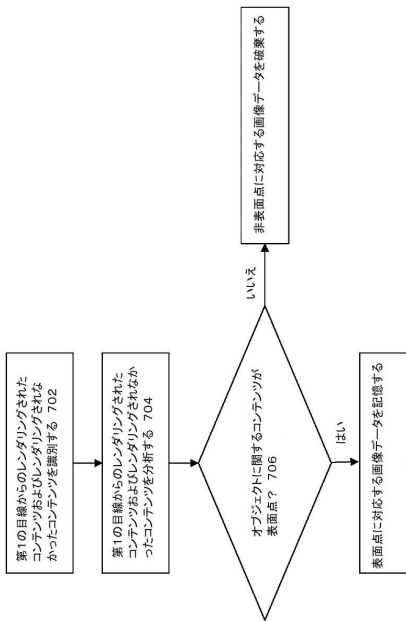 第1の目線からのレンダリングされた
コンテンツおよびレンダリングされな
かったコンテンツを識別する 702
第1の目線からのレンダリングされた
コンテンツおよびレンダリングされなか
ったコンテンツを分析する 704
オブジェクトに関するコンテンツが
表面点? 706
いいえ
非表面点に対応する画像データを破棄する
はい
表面点に対応する画像データを記憶する